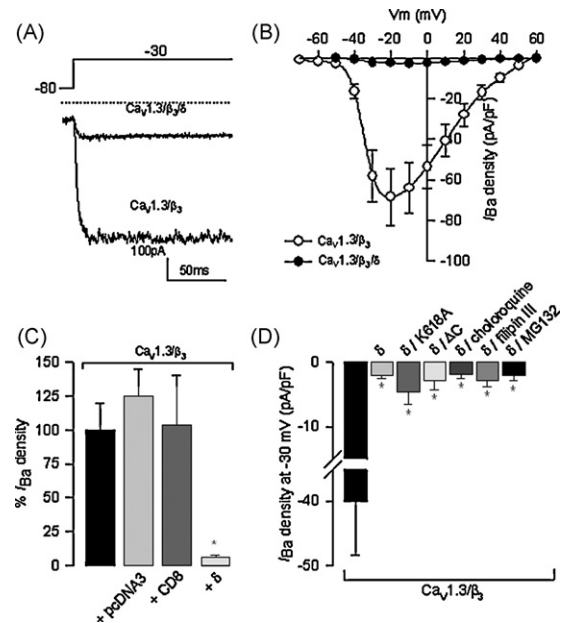 (A)
-30
-80
Cav1.3/β3/δ
Cav1.3/β3
100pA
50ms
(B)
Vm (mV)
-60 -40 -20 0 20 40 60
-20
-40
-60
-80
-100
IBa density (pA/pF)
Cav1.3/β3
Cav1.3/β3/δ
(C)
Cav1.3/β3
% IBa density
150
125
100
75
50
25
0
*
+ pcDNA3
+ CD8
+ δ
(D)
δ
δ / K618A
δ / ΔC
δ / choloroquine
δ / filipin III
δ / MG132
IBa density at -30 mV (pA/pF)
0
-10
-40
-50
* * * * * *
Cav1.3/β3